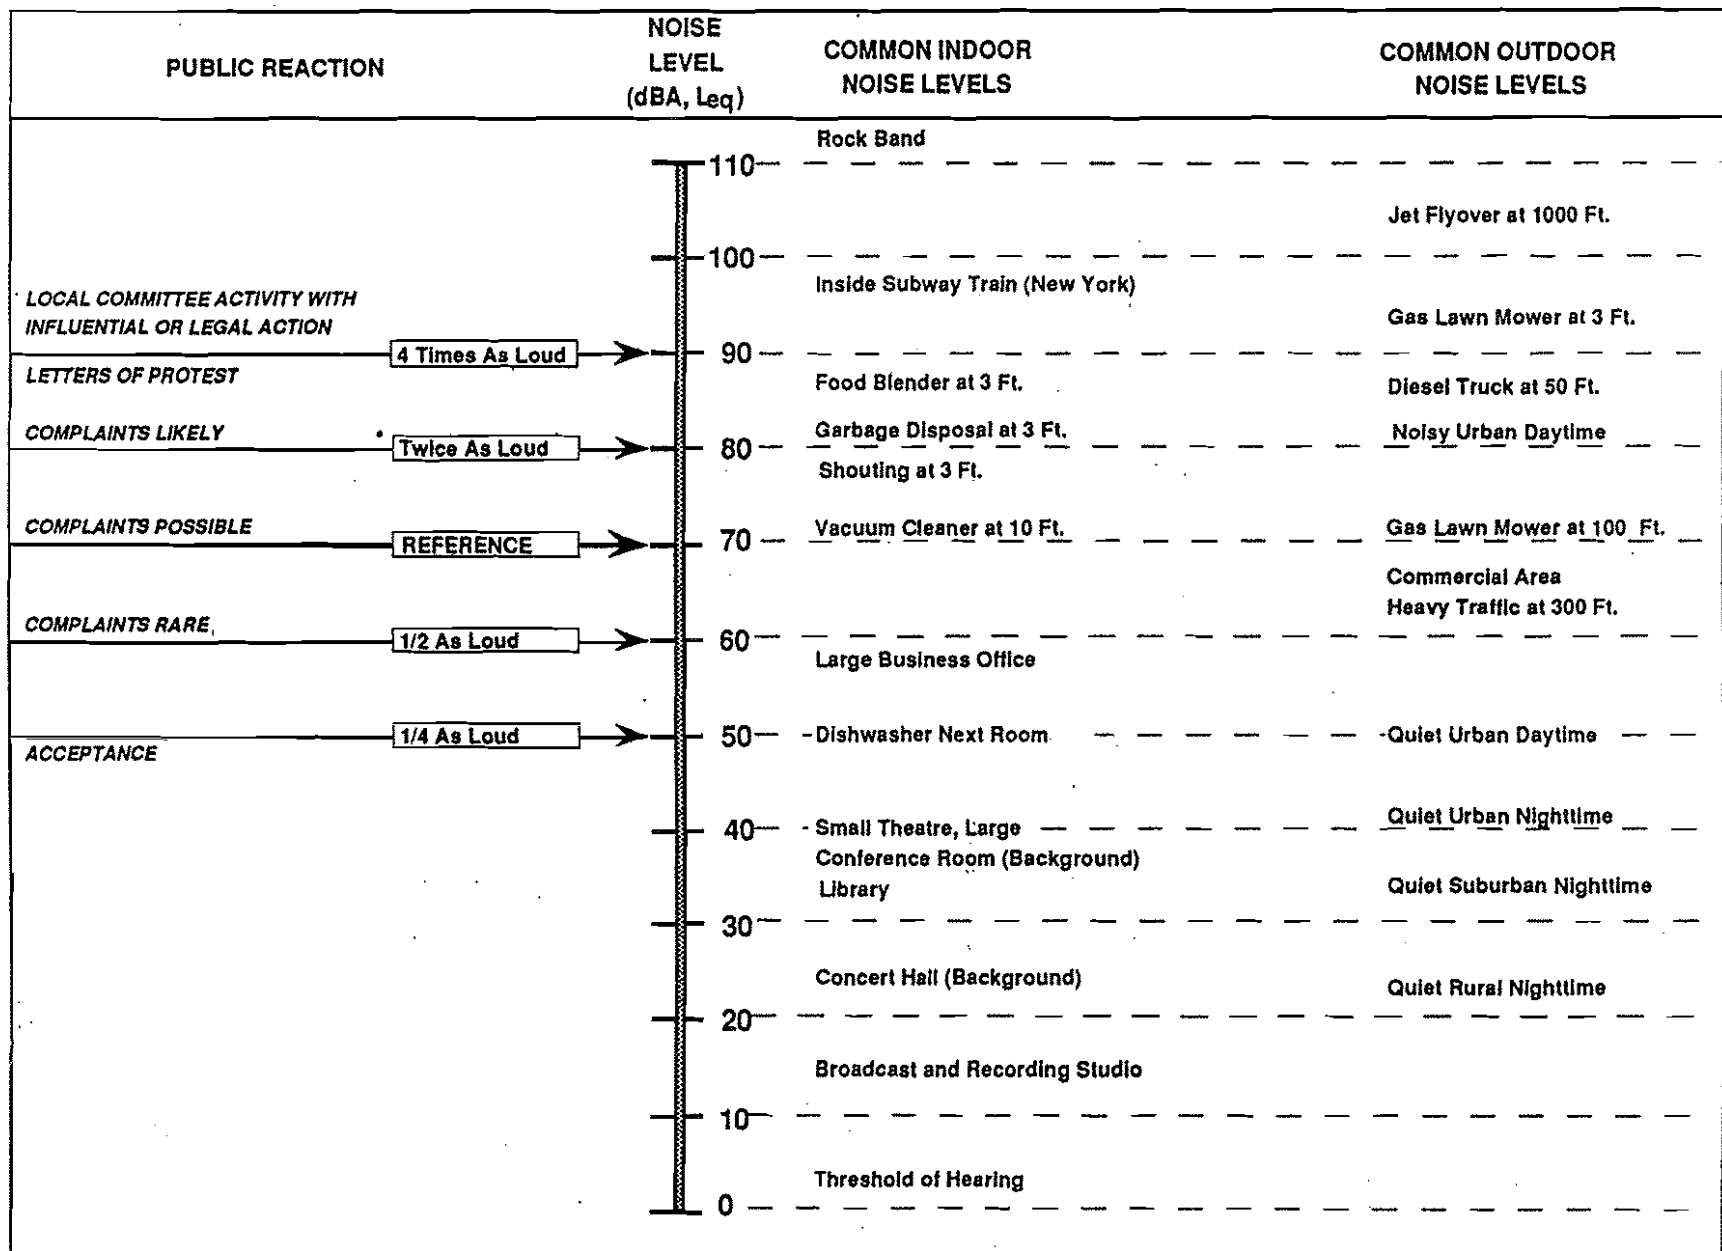 PUBLIC REACTION
NOISE
LEVEL
(dBA, Leq)
COMMON INDOOR
NOISE LEVELS
COMMON OUTDOOR
NOISE LEVELS
Rock Band
110
Jet Flyover at 1000 Ft.
100
Inside Subway Train (New York)
LOCAL COMMITTEE ACTIVITY WITH
INFLUENTIAL OR LEGAL ACTION
Gas Lawn Mower at 3 Ft.
4 Times As Loud
90
LETTERS OF PROTEST
Food Blender at 3 Ft.
Diesel Truck at 50 Ft.
COMPLAINTS LIKELY
Garbage Disposal at 3 Ft.
Noisy Urban Daytime
Twice As Loud
80
Shouting at 3 Ft.
COMPLAINTS POSSIBLE
Vacuum Cleaner at 10 Ft.
Gas Lawn Mower at 100 Ft.
REFERENCE
70
Commercial Area
Heavy Traffic at 300 Ft.
COMPLAINTS RARE
1/2 As Loud
60
Large Business Office
1/4 As Loud
50
Dishwasher Next Room
Quiet Urban Daytime
ACCEPTANCE
Quiet Urban Nighttime
40
Small Theatre, Large
Conference Room (Background)
Library
Quiet Suburban Nighttime
30
Concert Hall (Background)
Quiet Rural Nighttime
20
Broadcast and Recording Studio
10
Threshold of Hearing
0